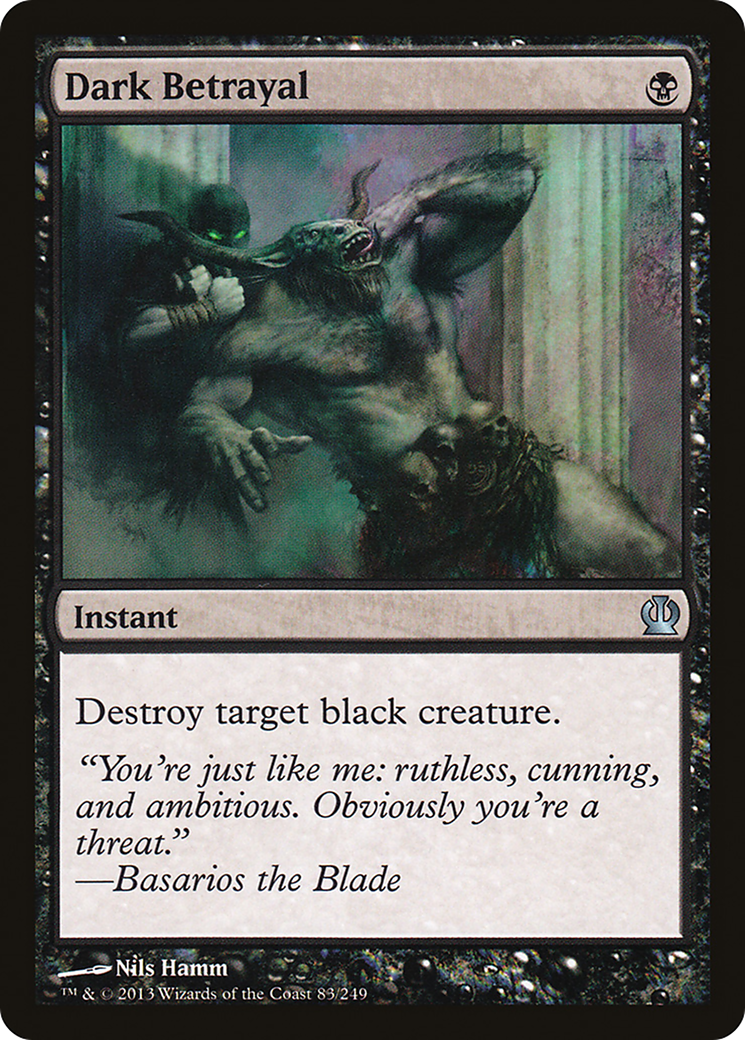 Dark Betrayal
Instant
Destroy target black creature.
“You’re just like me: ruthless, cunning,
and ambitious. Obviously you’re a
threat.”
—Basarios the Blade
Nils Hamm
™ & © 2013 Wizards of the Coast 83/249